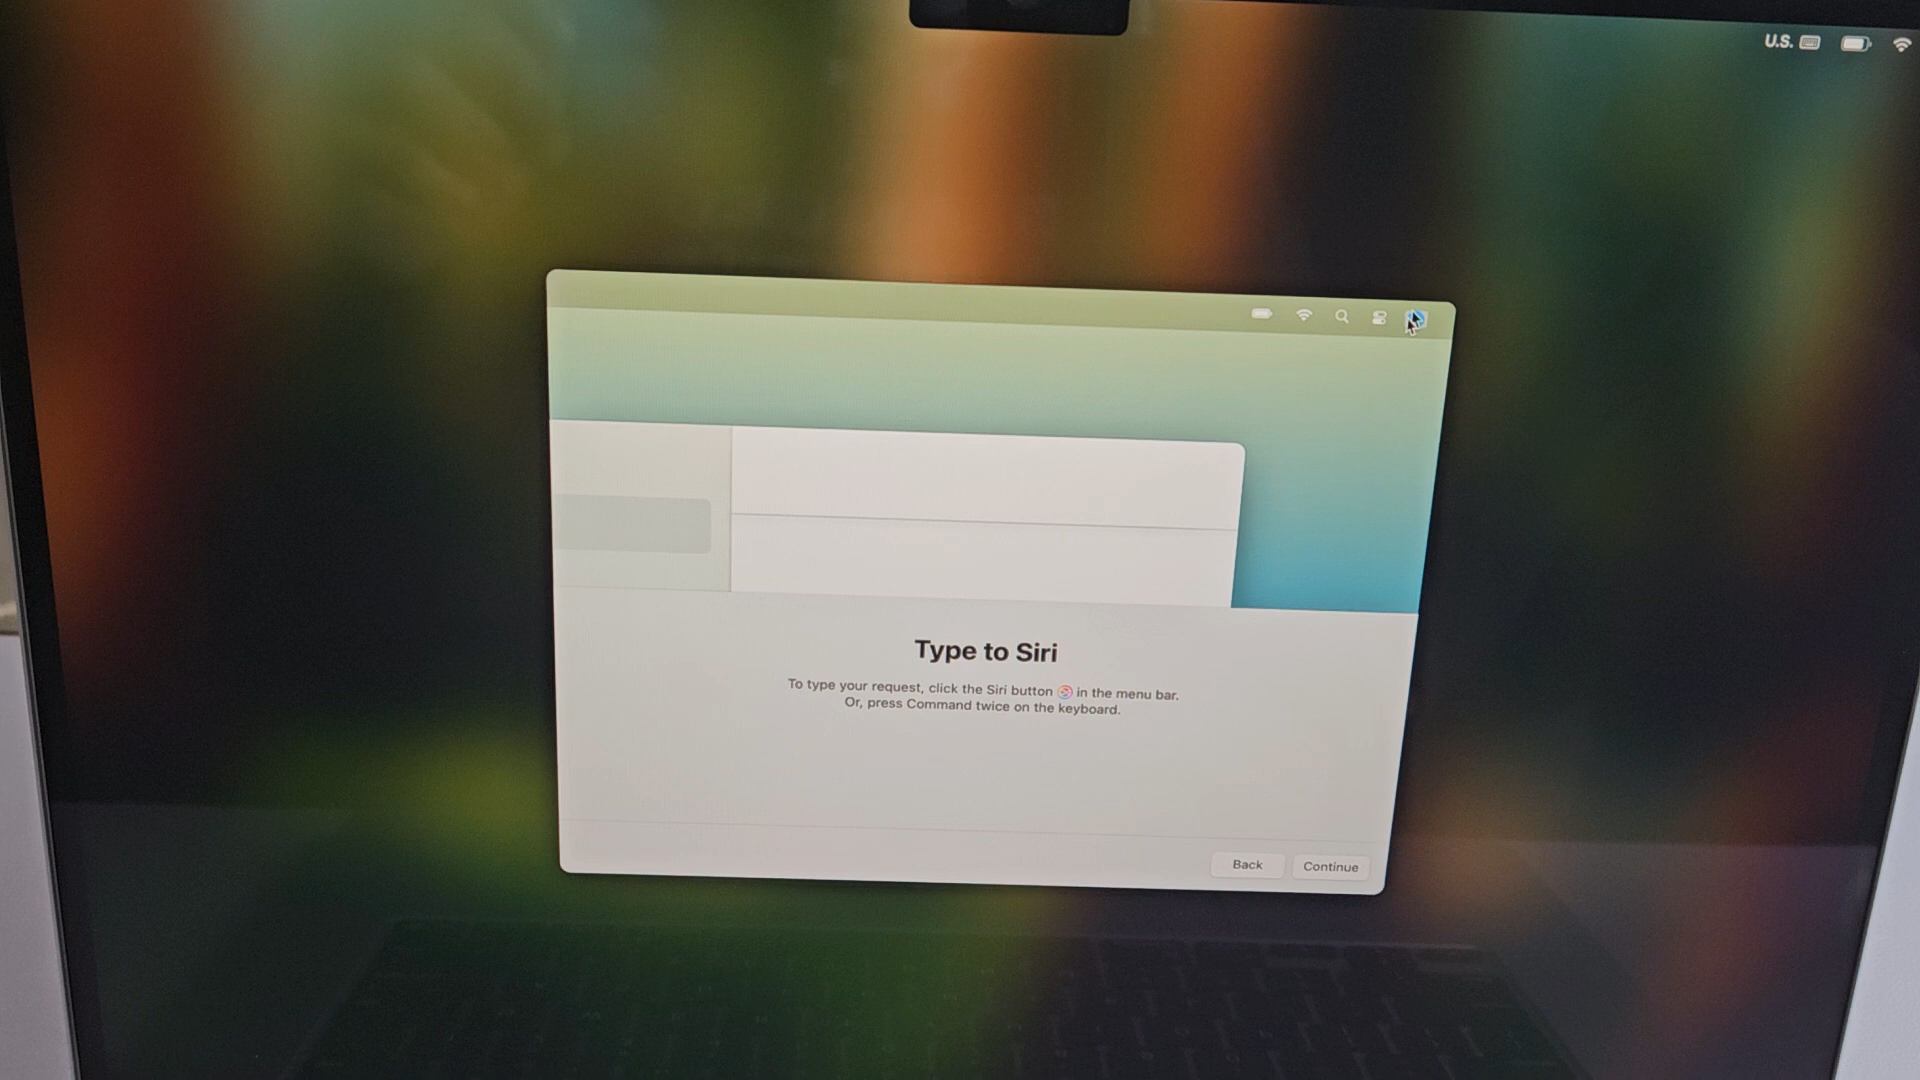 U.S.
Type to Siri
To type your request, click the Siri button in the menu bar.
Or, press Command twice on the keyboard.
Back
Continue